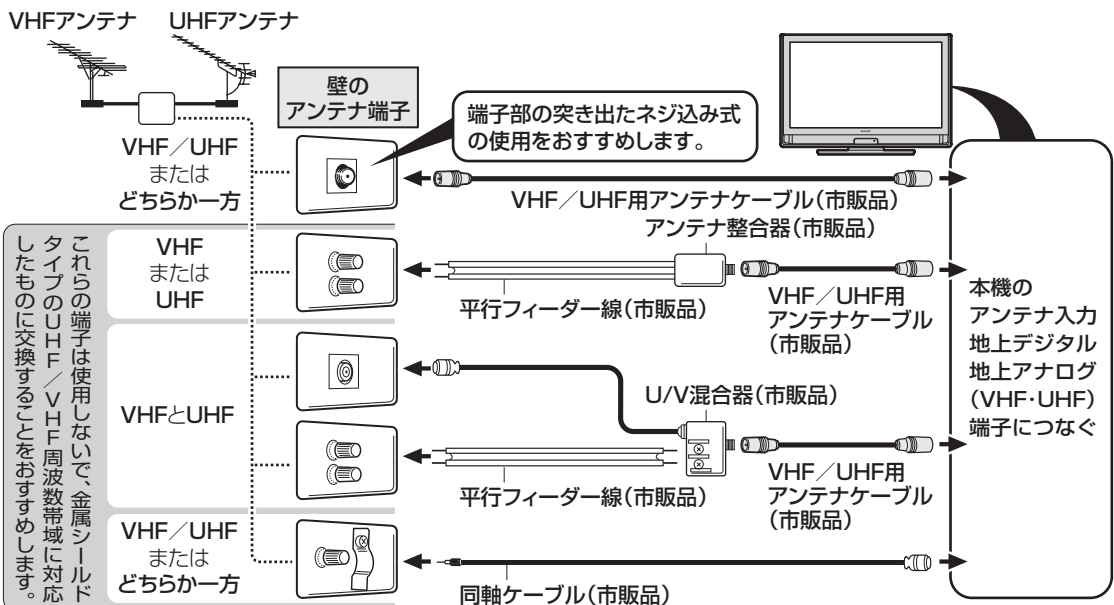 VHFアンテナ UHFアンテナ
壁の
アンテナ端子
端子部の突き出たネジ込み式
の使用をおすすめします。
VHF／UHF
または
どちらか一方
VHF／UHF用アンテナケーブル(市販品)
アンテナ整合器(市販品)
これらの端子は使用しないで、金属シールド
タイプのUHF／VHF周波数帯域に対応
したものに交換することをおすすめします。
VHF
または
UHF
平行フィーダー線(市販品)
VHF／UHF用
アンテナケーブル
(市販品)
本機の
アンテナ入力
地上デジタル
地上アナログ
(VHF･UHF)
端子につなぐ
VHFとUHF
U/V混合器(市販品)
平行フィーダー線(市販品)
VHF／UHF用
アンテナケーブル
(市販品)
VHF／UHF
または
どちらか一方
同軸ケーブル(市販品)